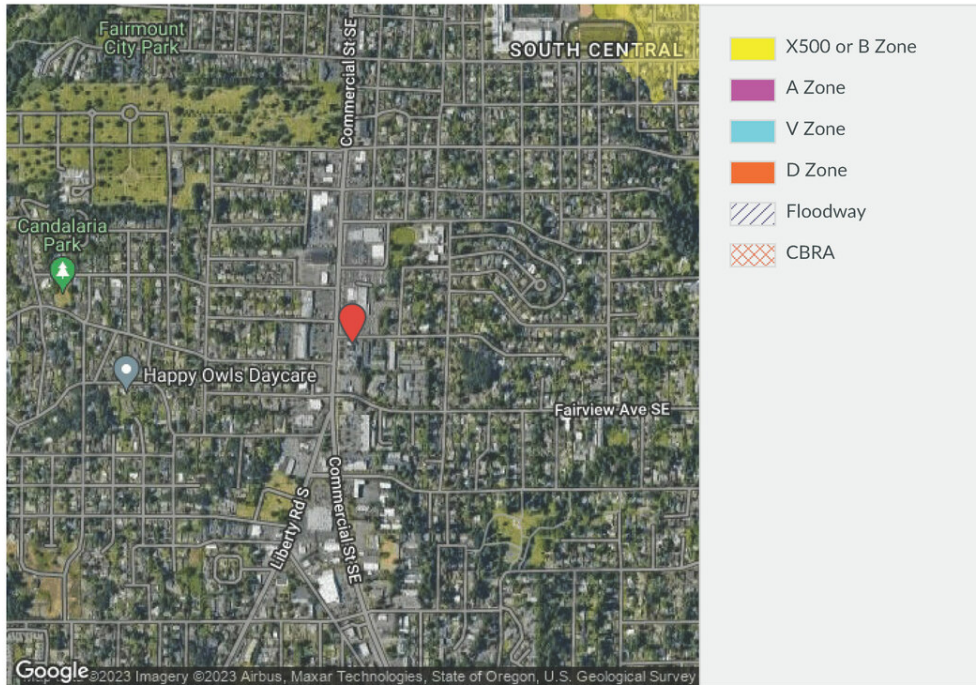 Fairmount
City Park
Commercial St SE
SOUTH CENTRAL
Candalaria
Park
Happy Owls Daycare
Fairview Ave SE
Liberty Rd S
Commercial St SE
Google
©2023 Imagery ©2023 Airbus, Maxar Technologies, State of Oregon, U.S. Geological Survey
X500 or B Zone
A Zone
V Zone
D Zone
Floodway
CBRA